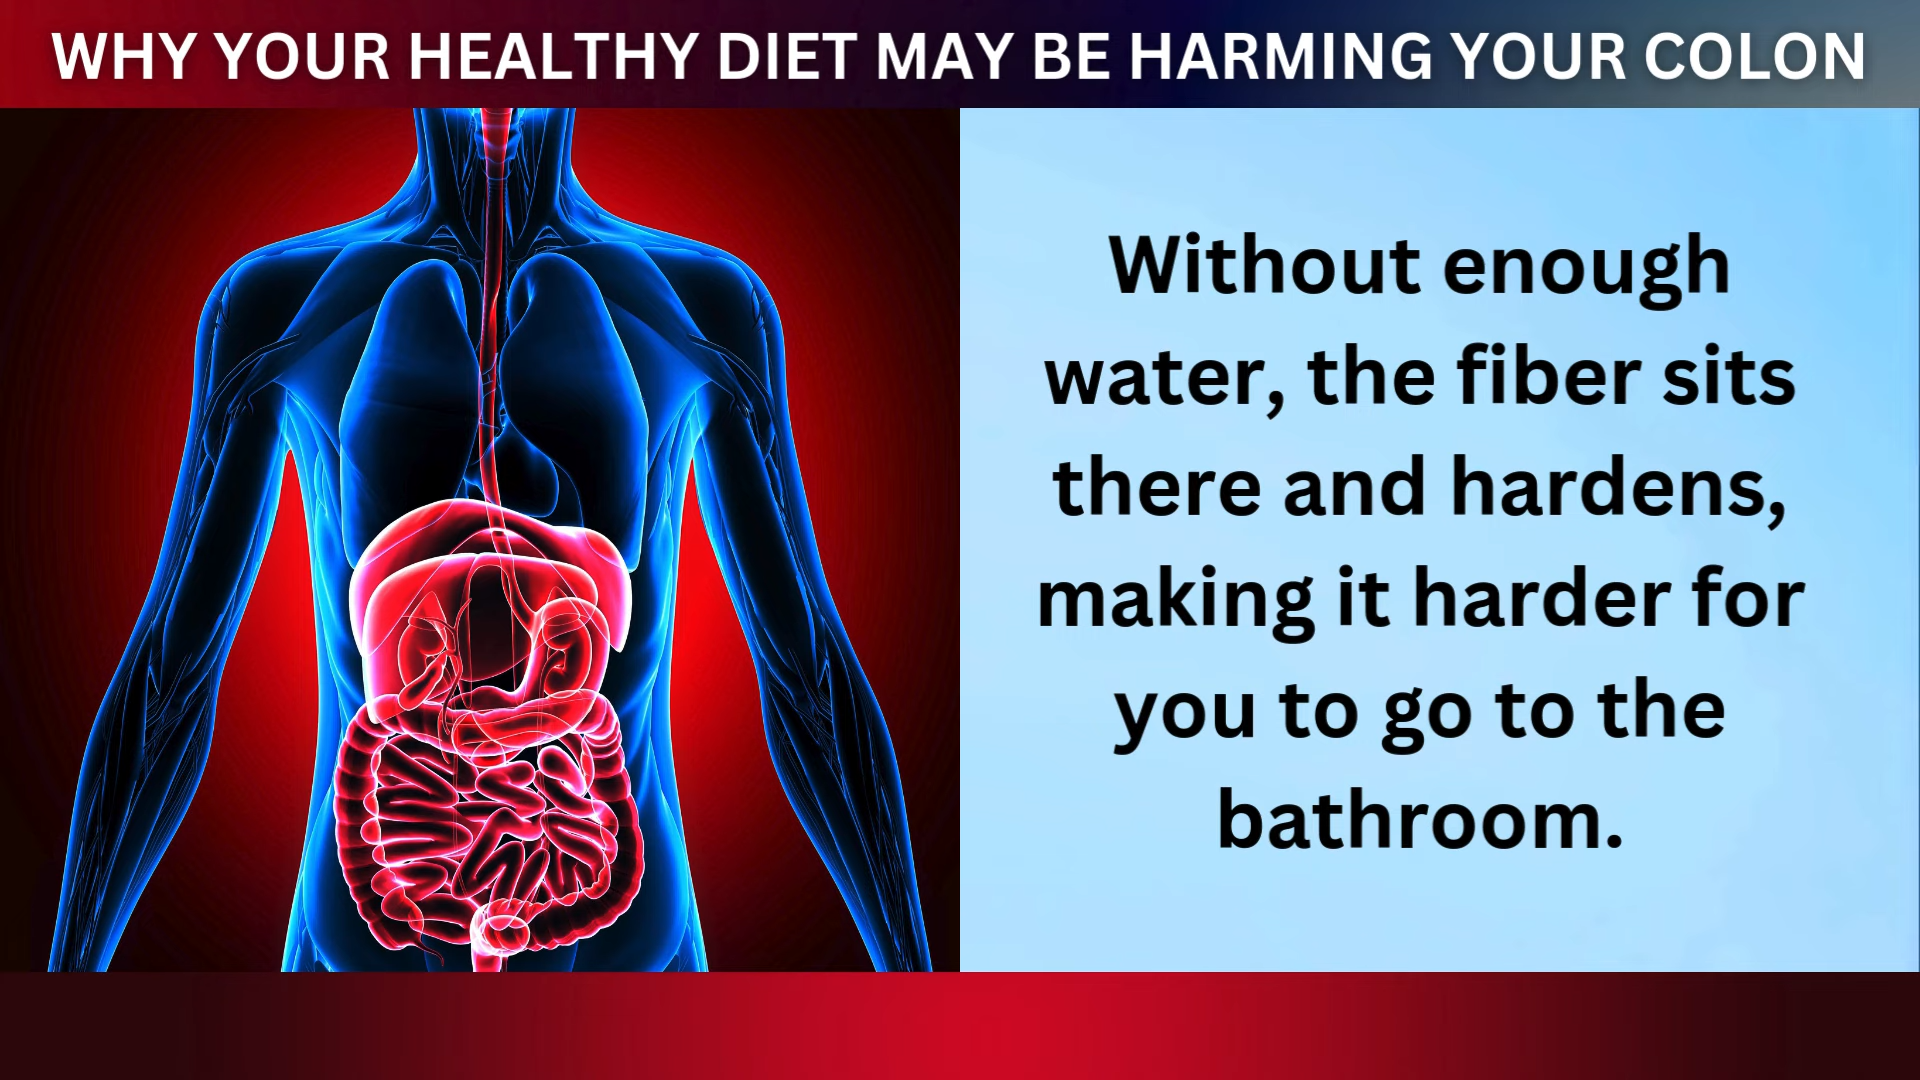 WHY YOUR HEALTHY DIET MAY BE HARMING YOUR COLON
Without enough
water, the fiber sits
there and hardens,
making it harder for
you to go to the
bathroom.